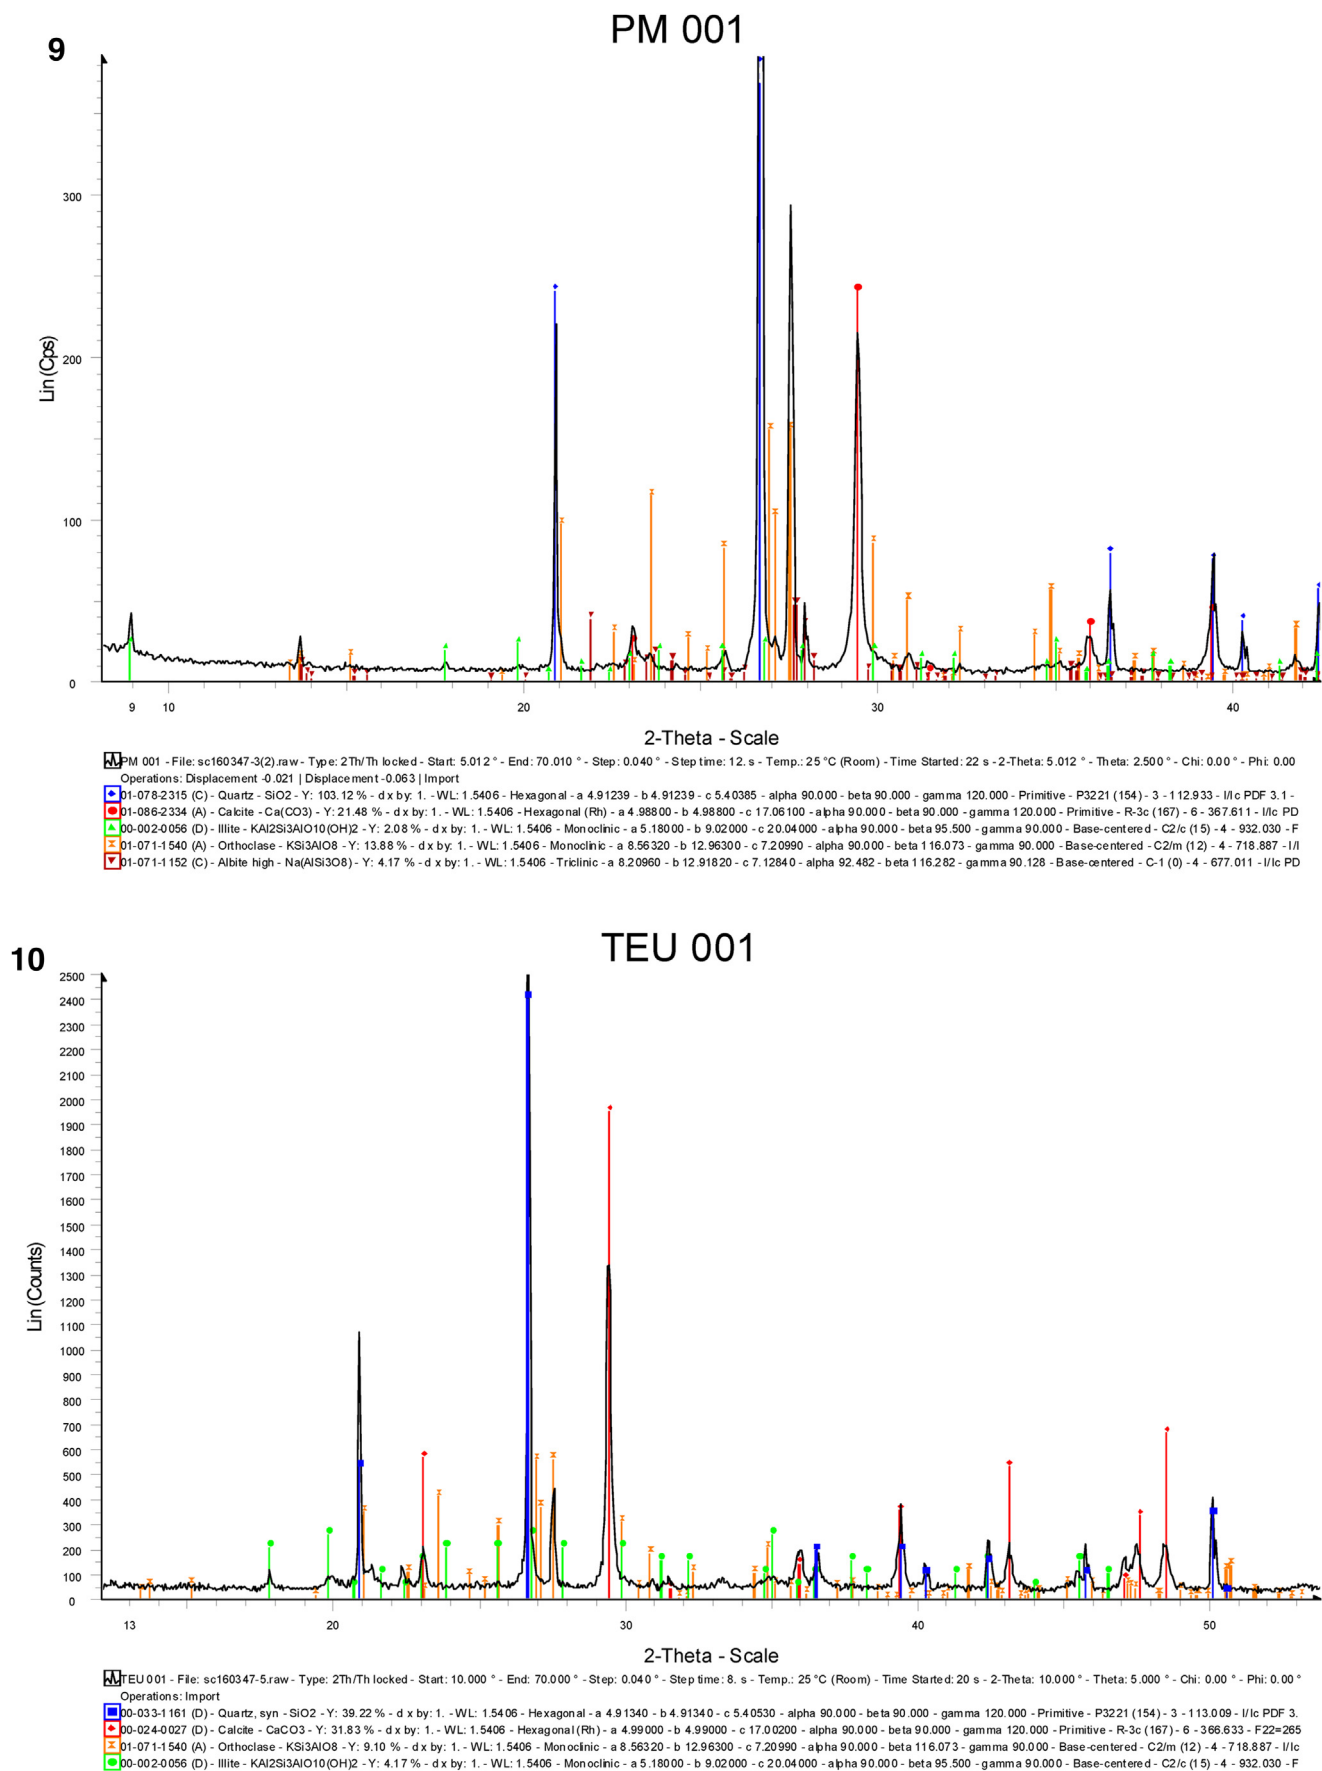 9
PM 001
Lin (Cps)
300
200
100
0
9 10 20 30 40
2-Theta - Scale
PM 001 - File: sc160347-3(2).raw - Type: 2Th/Th locked - Start: 5.012 ° - End: 70.010 ° - Step: 0.040 ° - Step time: 12. s - Temp.: 25 °C (Room) - Time Started: 22 s - 2-Theta: 5.012 ° - Theta: 2.500 ° - Chi: 0.00 ° - Phi: 0.00
Operations: Displacement -0.021 | Displacement -0.063 | Import
01-078-2315 (C) - Quartz - SiO2 - Y: 103.12 % - d x by: 1. - WL: 1.5406 - Hexagonal - a 4.91239 - b 4.91239 - c 5.40385 - alpha 90.000 - beta 90.000 - gamma 120.000 - Primitive - P3221 (154) - 3 - 112.933 - I/Ic PDF 3.1 -
01-086-2334 (A) - Calcite - Ca(CO3) - Y: 21.48 % - d x by: 1. - WL: 1.5406 - Hexagonal (Rh) - a 4.98800 - b 4.98800 - c 17.06100 - alpha 90.000 - beta 90.000 - gamma 120.000 - Primitive - R-3c (167) - 6 - 367.611 - I/Ic PD
00-002-0056 (D) - Illite - KAl2Si3AlO10(OH)2 - Y: 2.08 % - d x by: 1. - WL: 1.5406 - Monoclinic - a 5.18000 - b 9.02000 - c 20.04000 - alpha 90.000 - beta 95.500 - gamma 90.000 - Base-centered - C2/c (15) - 4 - 932.030 - F
01-071-1540 (A) - Orthoclase - KSi3AlO8 - Y: 13.88 % - d x by: 1. - WL: 1.5406 - Monoclinic - a 8.56320 - b 12.96300 - c 7.20990 - alpha 90.000 - beta 116.073 - gamma 90.000 - Base-centered - C2/m (12) - 4 - 718.887 - I/I
01-071-1152 (C) - Albite high - Na(AlSi3O8) - Y: 4.17 % - d x by: 1. - WL: 1.5406 - Triclinic - a 8.20960 - b 12.91820 - c 7.12840 - alpha 92.482 - beta 116.282 - gamma 90.128 - Base-centered - C-1 (0) - 4 - 677.011 - I/Ic PD
10
TEU 001
Lin (Counts)
2500
2400
2300
2200
2100
2000
1900
1800
1700
1600
1500
1400
1300
1200
1100
1000
900
800
700
600
500
400
300
200
100
0
13 20 30 40 50
2-Theta - Scale
TEU 001 - File: sc160347-5.raw - Type: 2Th/Th locked - Start: 10.000 ° - End: 70.000 ° - Step: 0.040 ° - Step time: 8. s - Temp.: 25 °C (Room) - Time Started: 20 s - 2-Theta: 10.000 ° - Theta: 5.000 ° - Chi: 0.00 ° - Phi: 0.00 °
Operations: Import
00-033-1161 (D) - Quartz, syn - SiO2 - Y: 39.22 % - d x by: 1. - WL: 1.5406 - Hexagonal - a 4.91340 - b 4.91340 - c 5.40530 - alpha 90.000 - beta 90.000 - gamma 120.000 - Primitive - P3221 (154) - 3 - 113.009 - I/Ic PDF 3.
00-024-0027 (D) - Calcite - CaCO3 - Y: 31.83 % - d x by: 1. - WL: 1.5406 - Hexagonal (Rh) - a 4.99000 - b 4.99000 - c 17.00200 - alpha 90.000 - beta 90.000 - gamma 120.000 - Primitive - R-3c (167) - 6 - 366.633 - F22=265
01-071-1540 (A) - Orthoclase - KSi3AlO8 - Y: 9.10 % - d x by: 1. - WL: 1.5406 - Monoclinic - a 8.56320 - b 12.96300 - c 7.20990 - alpha 90.000 - beta 116.073 - gamma 90.000 - Base-centered - C2/m (12) - 4 - 718.887 - I/Ic
00-002-0056 (D) - Illite - KAl2Si3AlO10(OH)2 - Y: 4.17 % - d x by: 1. - WL: 1.5406 - Monoclinic - a 5.18000 - b 9.02000 - c 20.04000 - alpha 90.000 - beta 95.500 - gamma 90.000 - Base-centered - C2/c (15) - 4 - 932.030 - F